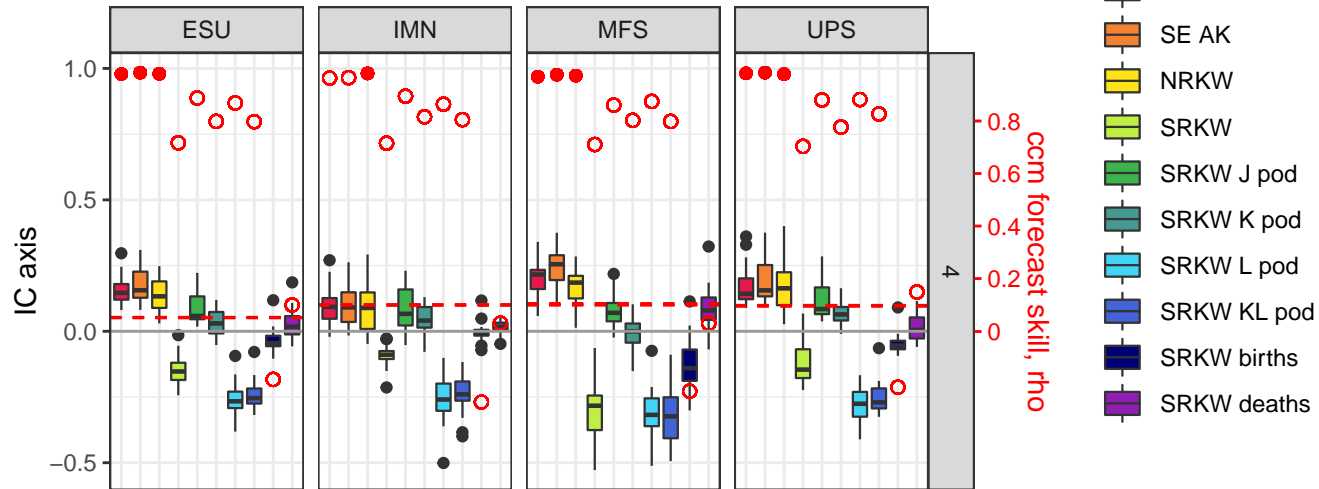 ESU
IMN
MFS
UPS
IC axis
1.0
0.5
0.0
−0.5
4
0.8
0.6
0.4
0.2
0
ccm forecast skill, rho
SE AK
NRKW
SRKW
SRKW J pod
SRKW K pod
SRKW L pod
SRKW KL pod
SRKW births
SRKW deaths